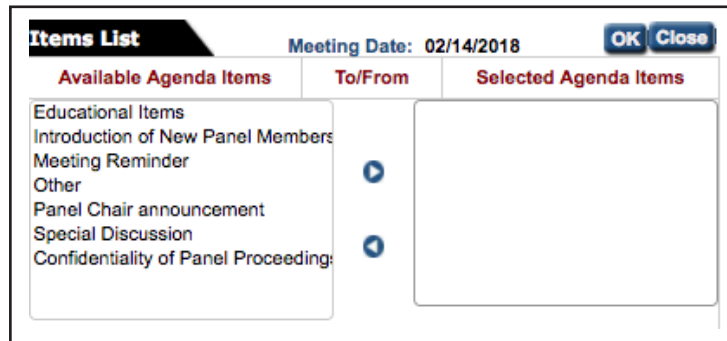 Items List
Meeting Date: 02/14/2018
OK Close
Available Agenda Items
To/From
Selected Agenda Items
Educational Items
Introduction of New Panel Members
Meeting Reminder
Other
Panel Chair announcement
Special Discussion
Confidentiality of Panel Proceedings